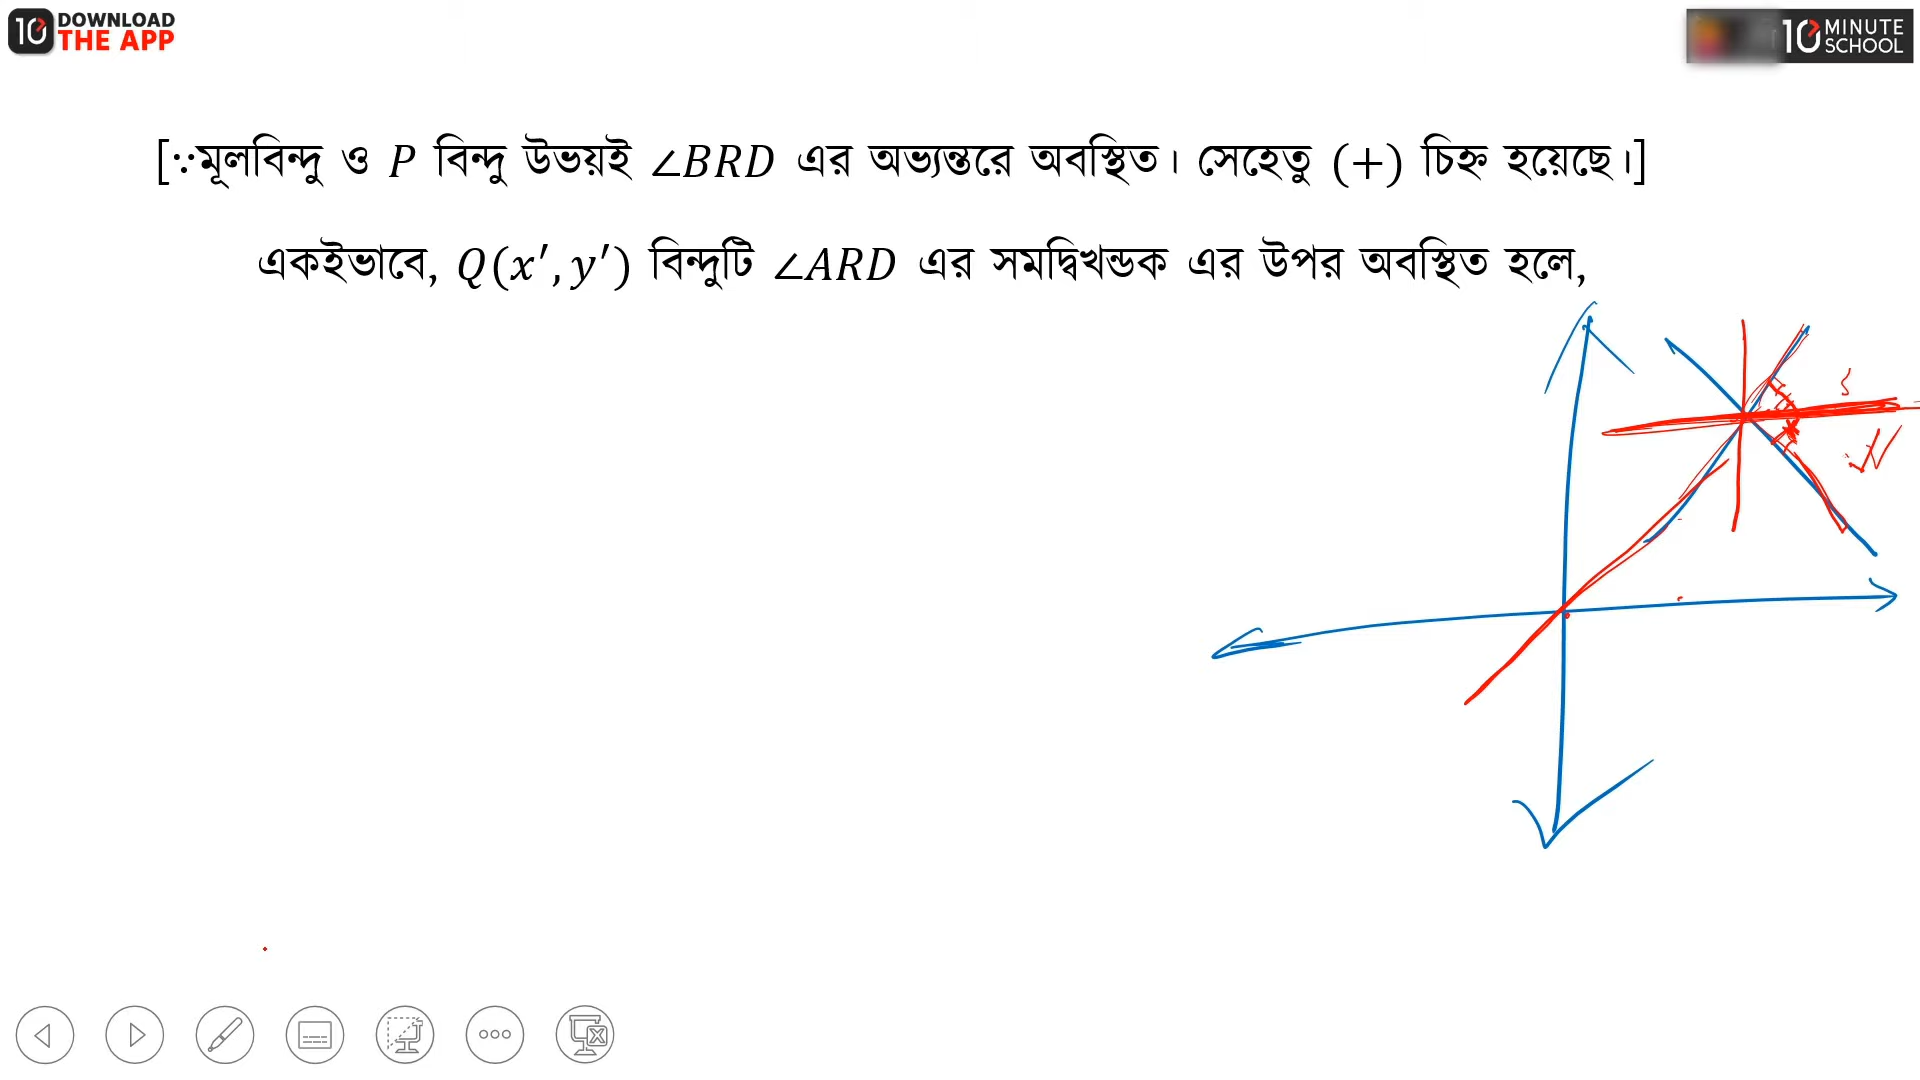 10 DOWNLOAD
THE APP
10 MINUTE
SCHOOL
[∵মূলবিন্দু ও P বিন্দু উভয়ই ∠BRD এর অভ্যন্তরে অবস্থিত। সেহেতু (+) চিহ্ন হয়েছে।]
একইভাবে, Q(x′, y′) বিন্দুটি ∠ARD এর সমদ্বিখন্ডক এর উপর অবস্থিত হলে,